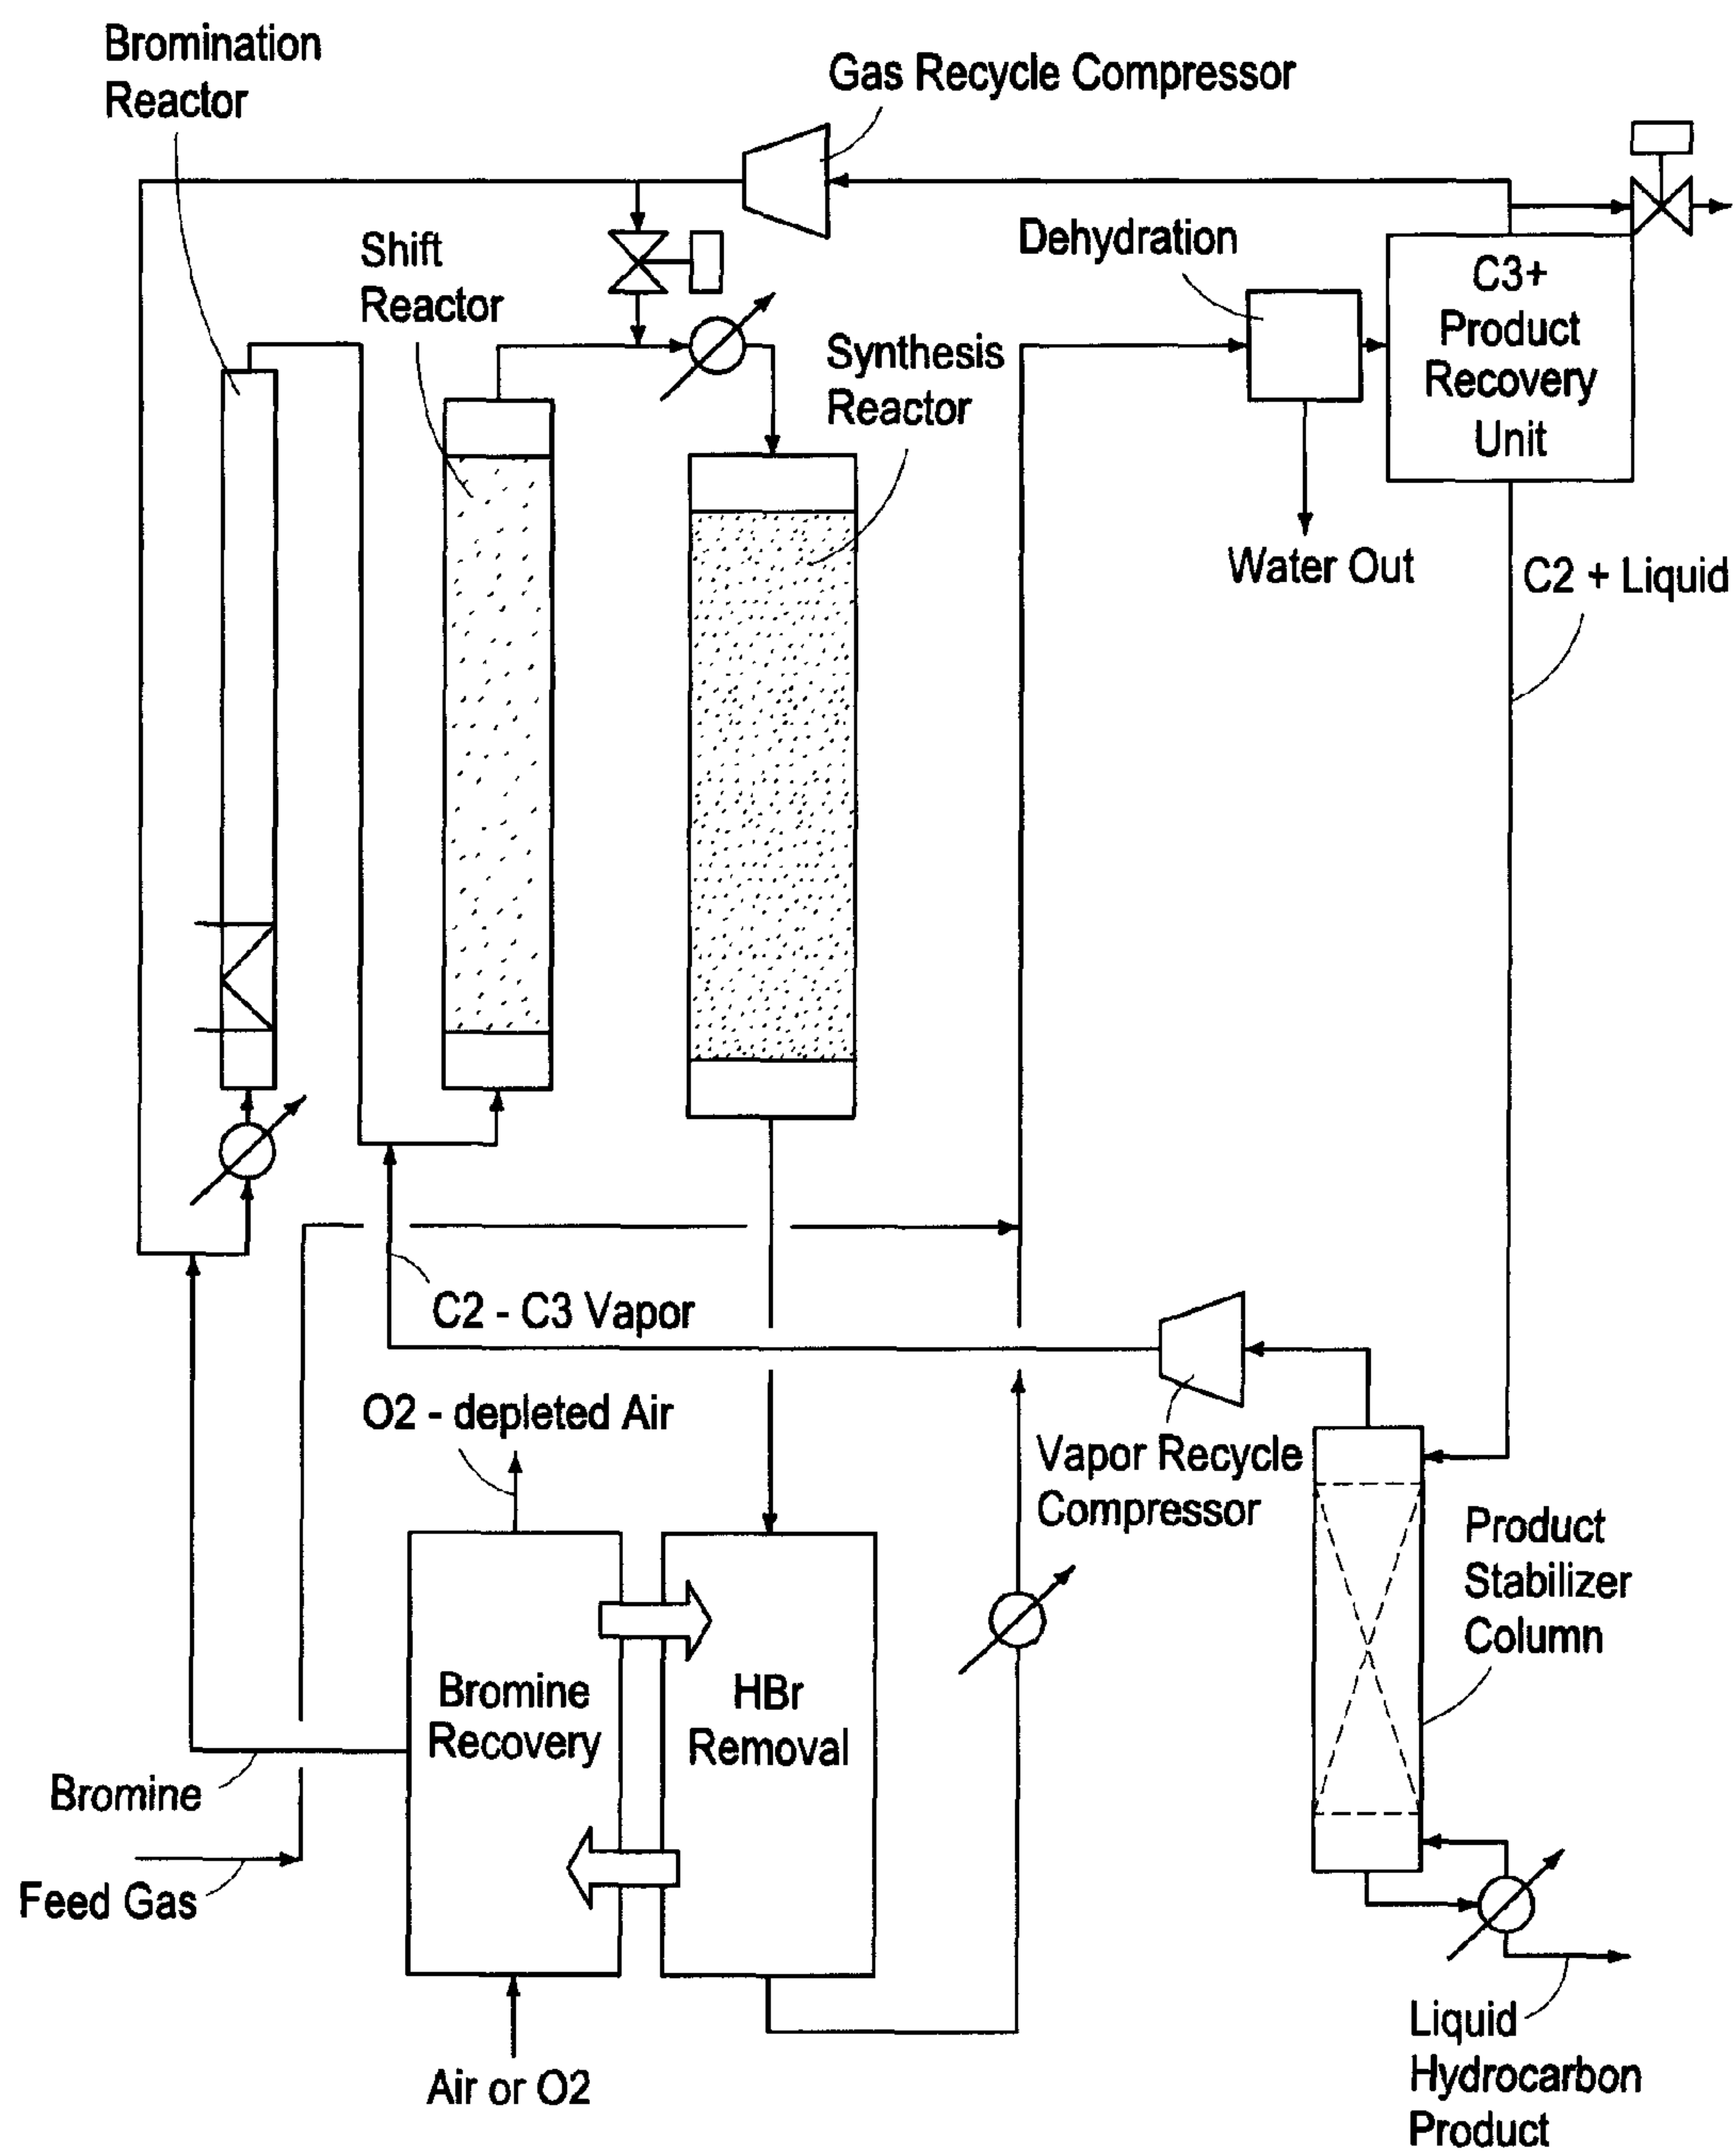 Bromination
Reactor
Gas Recycle Compressor
Shift
Reactor
Dehydration
C3+
Product
Recovery
Unit
Synthesis
Reactor
Water Out
C2 + Liquid
C2 - C3 Vapor
O2 - depleted Air
Vapor Recycle
Compressor
Product
Stabilizer
Column
Bromine
Recovery
HBr
Removal
Bromine
Feed Gas
Air or O2
Liquid
Hydrocarbon
Product